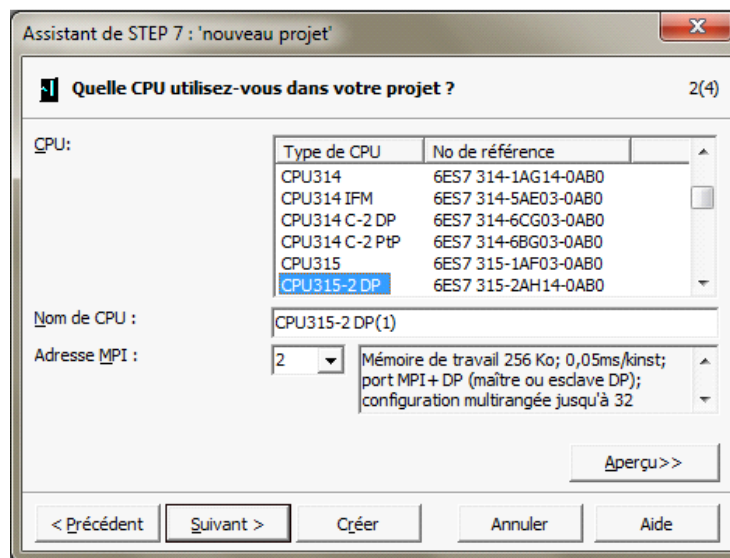 Assistant de STEP 7 : 'nouveau projet'
Quelle CPU utilisez-vous dans votre projet ? 2(4)
CPU:
Type de CPU No de référence
CPU314 6ES7 314-1AG14-0AB0
CPU314 IFM 6ES7 314-5AE03-0AB0
CPU314 C-2 DP 6ES7 314-6CG03-0AB0
CPU314 C-2 PtP 6ES7 314-6BG03-0AB0
CPU315 6ES7 315-1AF03-0AB0
CPU315-2 DP 6ES7 315-2AH14-0AB0
Nom de CPU : CPU315-2 DP(1)
Adresse MPI : 2 Mémoire de travail 256 Ko; 0,05ms/kinst;
port MPI+ DP (maître ou esclave DP);
configuration multirangée jusqu'à 32
Aperçu>>
< Précédent Suivant > Créer Annuler Aide